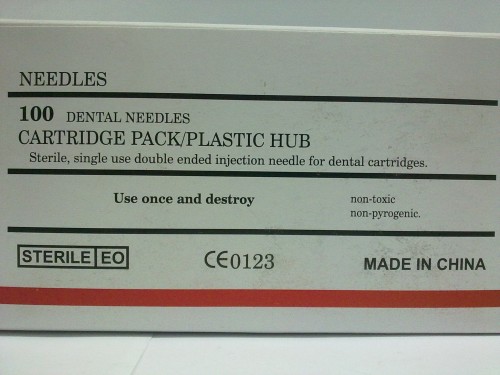 NEEDLES
100 DENTAL NEEDLES
CARTRIDGE PACK/PLASTIC HUB
Sterile, single use double ended injection needle for dental cartridges.
Use once and destroy
non-toxic
non-pyrogenic.
STERILE EO
CE0123
MADE IN CHINA